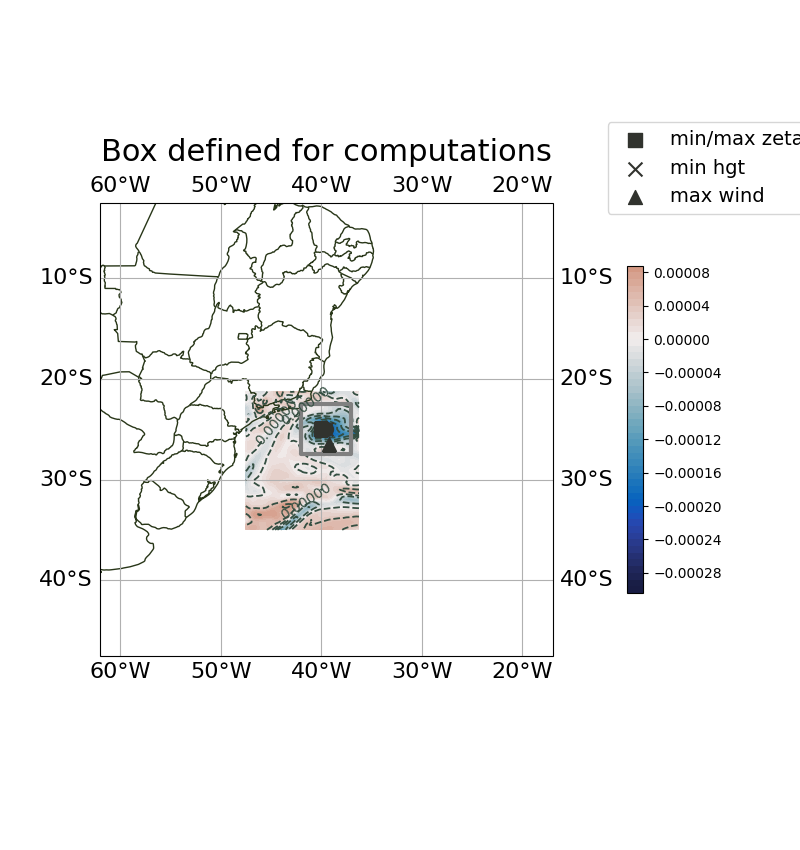 Box defined for computations
60°W 50°W 40°W 30°W 20°W
min/max zeta
min hgt
max wind
10°S 10°S
20°S 20°S
30°S 30°S
40°S 40°S
60°W 50°W 40°W 30°W 20°W
0.00008
0.00004
0.00000
−0.00004
−0.00008
−0.00012
−0.00016
−0.00020
−0.00024
−0.00028
0.00000